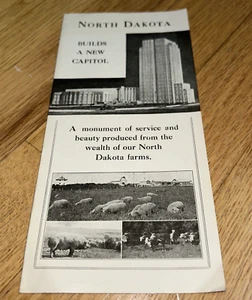 NORTH DAKOTA
BUILDS
A NEW
CAPITOL
A monument of service and
beauty produced from the
wealth of our North
Dakota farms.